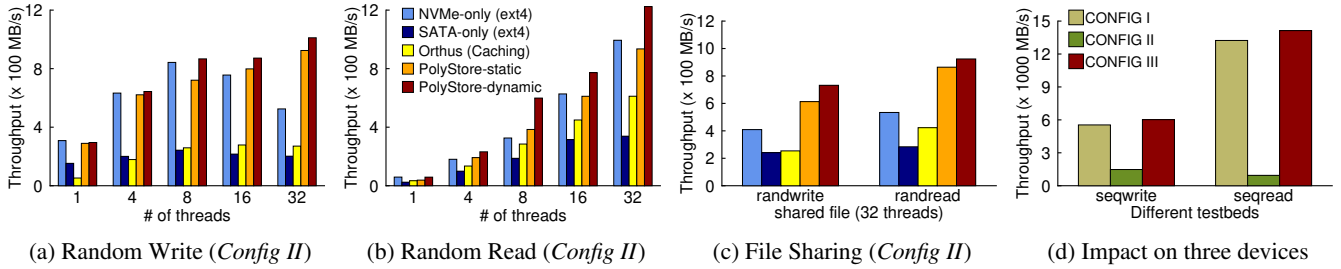 Throughput (x 100 MB/s)
12
8
4
0
1 4 8 16 32
# of threads
(a) Random Write (Config II)
Throughput (x 100 MB/s)
12
8
4
0
NVMe-only (ext4)
SATA-only (ext4)
Orthus (Caching)
PolyStore-static
PolyStore-dynamic
1 4 8 16 32
# of threads
(b) Random Read (Config II)
Throughput (x 100 MB/s)
12
10
8
6
4
2
0
randwrite randread
shared file (32 threads)
(c) File Sharing (Config II)
Throughput (x 1000 MB/s)
15
12
9
6
3
0
CONFIG I
CONFIG II
CONFIG III
seqwrite seqread
Different testbeds
(d) Impact on three devices